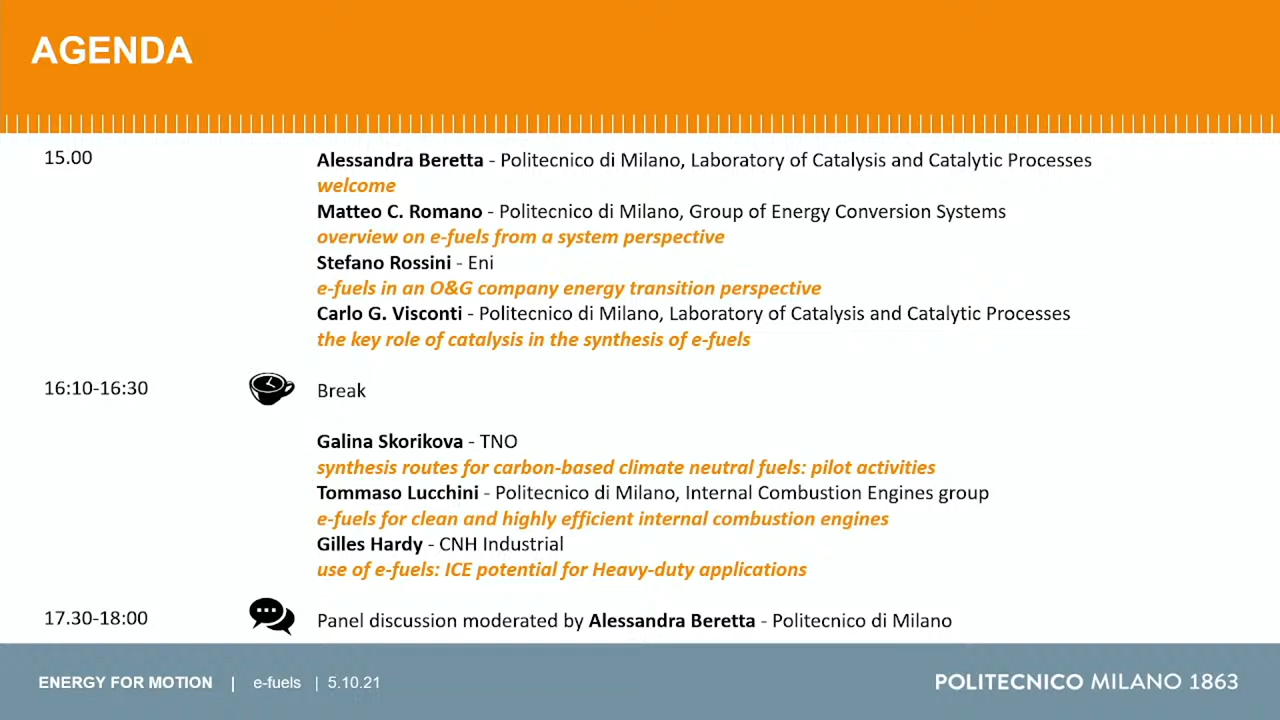 AGENDA
15.00
Alessandra Beretta - Politecnico di Milano, Laboratory of Catalysis and Catalytic Processes
welcome
Matteo C. Romano - Politecnico di Milano, Group of Energy Conversion Systems
overview on e-fuels from a system perspective
Stefano Rossini - Eni
e-fuels in an O&G company energy transition perspective
Carlo G. Visconti - Politecnico di Milano, Laboratory of Catalysis and Catalytic Processes
the key role of catalysis in the synthesis of e-fuels
16:10-16:30 Break
Galina Skorikova - TNO
synthesis routes for carbon-based climate neutral fuels: pilot activities
Tommaso Lucchini - Politecnico di Milano, Internal Combustion Engines group
e-fuels for clean and highly efficient internal combustion engines
Gilles Hardy - CNH Industrial
use of e-fuels: ICE potential for Heavy-duty applications
17.30-18:00 Panel discussion moderated by Alessandra Beretta - Politecnico di Milano
ENERGY FOR MOTION | e-fuels | 5.10.21
POLITECNICO MILANO 1863